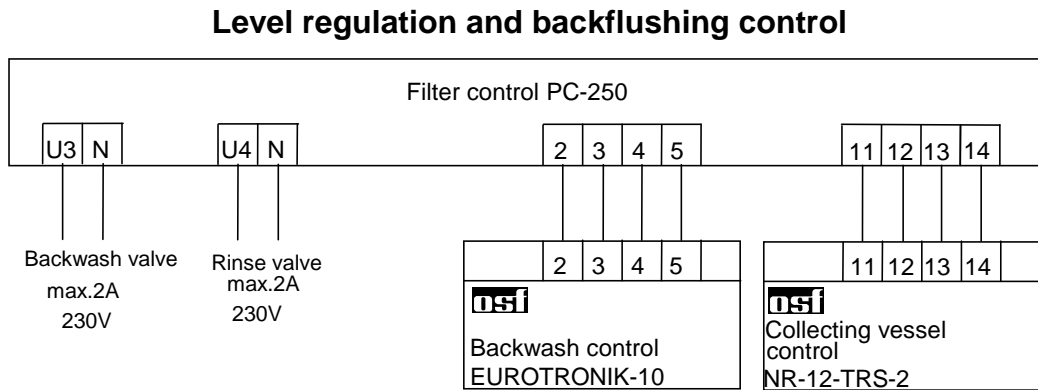 Level regulation and backflushing control
Filter control PC-250
U3 N U4 N 2 3 4 5 11 12 13 14
Backwash valve
max.2A
230V
Rinse valve
max.2A
230V
2 3 4 5
osf
Backwash control
EUROTRONIK-10
11 12 13 14
osf
Collecting vessel
control
NR-12-TRS-2